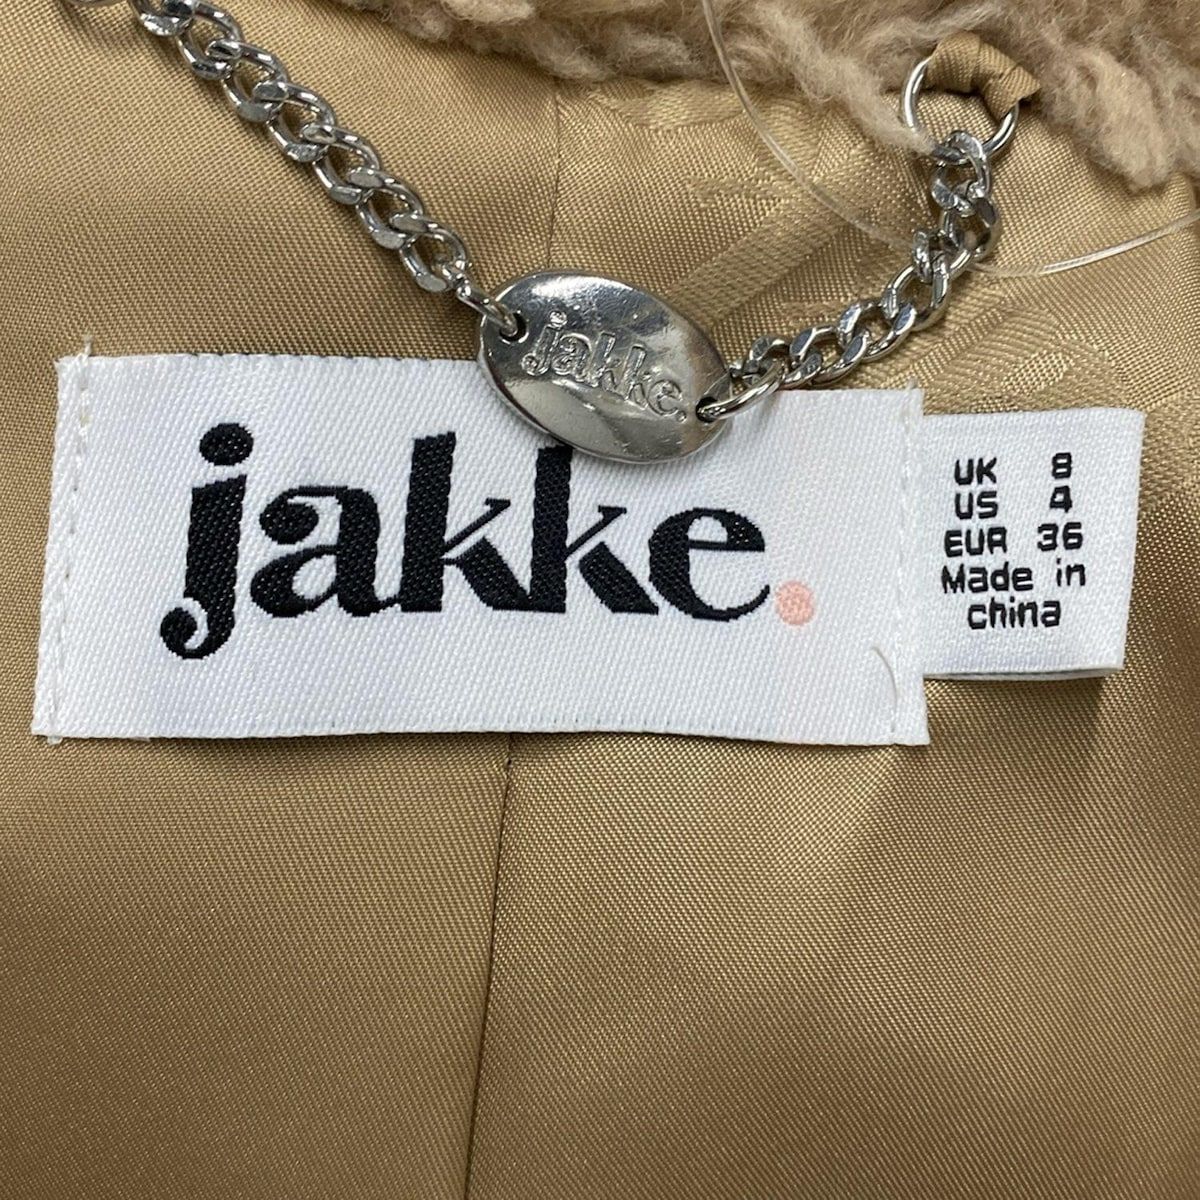 jakke.
jakke.
UK 8
US 4
EUR 36
Made in
china